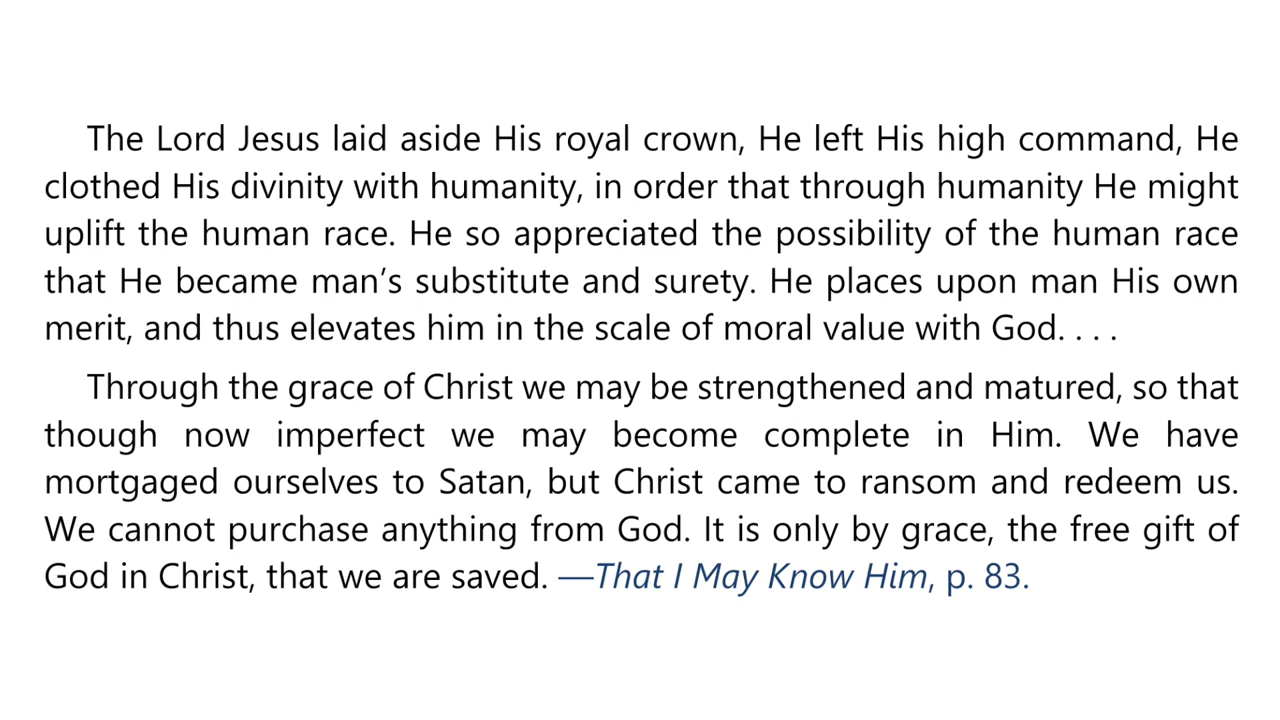 The Lord Jesus laid aside His royal crown, He left His high command, He
clothed His divinity with humanity, in order that through humanity He might
uplift the human race. He so appreciated the possibility of the human race
that He became man’s substitute and surety. He places upon man His own
merit, and thus elevates him in the scale of moral value with God. . . .
Through the grace of Christ we may be strengthened and matured, so that
though now imperfect we may become complete in Him. We have
mortgaged ourselves to Satan, but Christ came to ransom and redeem us.
We cannot purchase anything from God. It is only by grace, the free gift of
God in Christ, that we are saved. —That I May Know Him, p. 83.